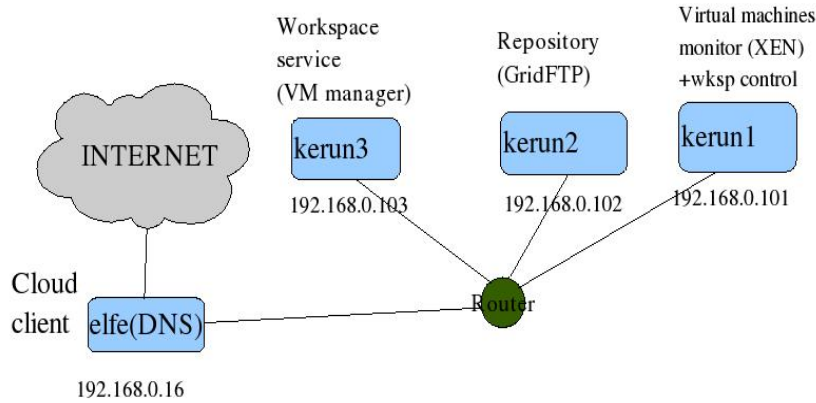 Workspace
service
(VM manager)
Repository
(GridFTP)
Virtual machines
monitor (XEN)
+wksp control
INTERNET
kerun3
kerun2
kerun1
192.168.0.103
192.168.0.102
192.168.0.101
Cloud
client
elfe(DNS)
Router
192.168.0.16